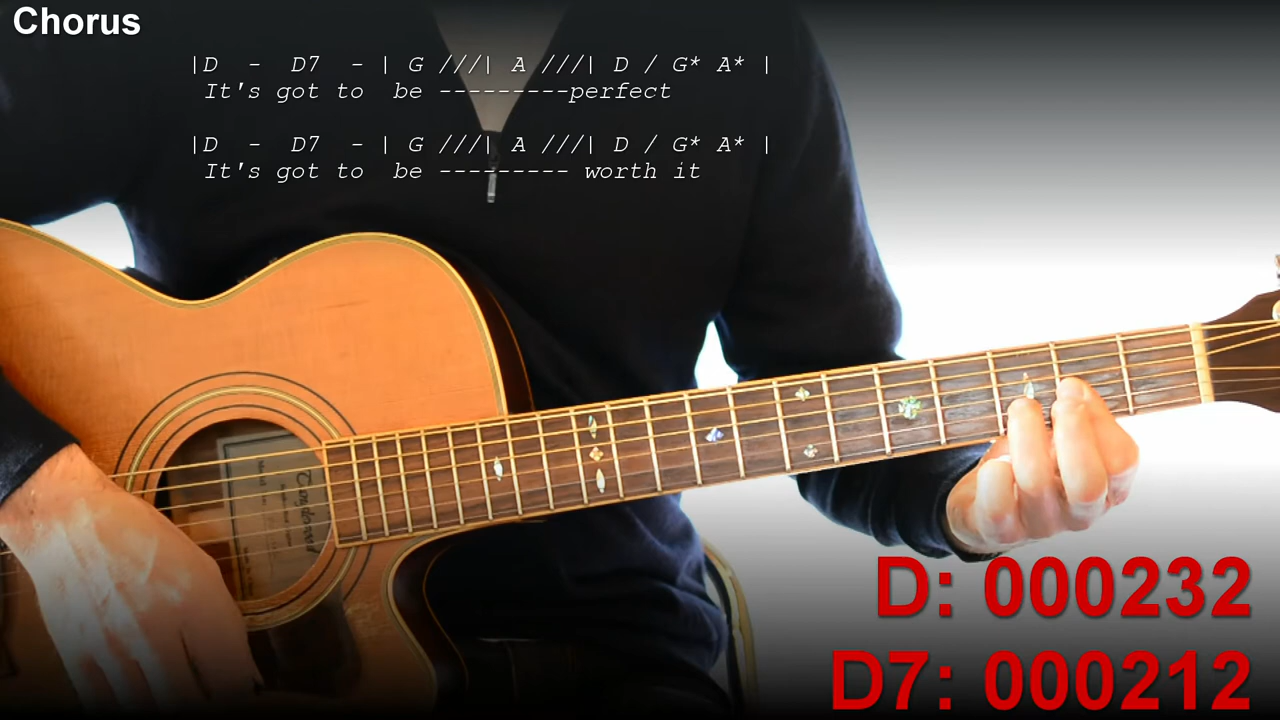 Chorus
|D  -  D7  - | G ///| A ///| D / G* A* |
It's got to  be ---------perfect
|D  -  D7  - | G ///| A ///| D / G* A* |
It's got to  be --------- worth it
D: 000232
D7: 000212